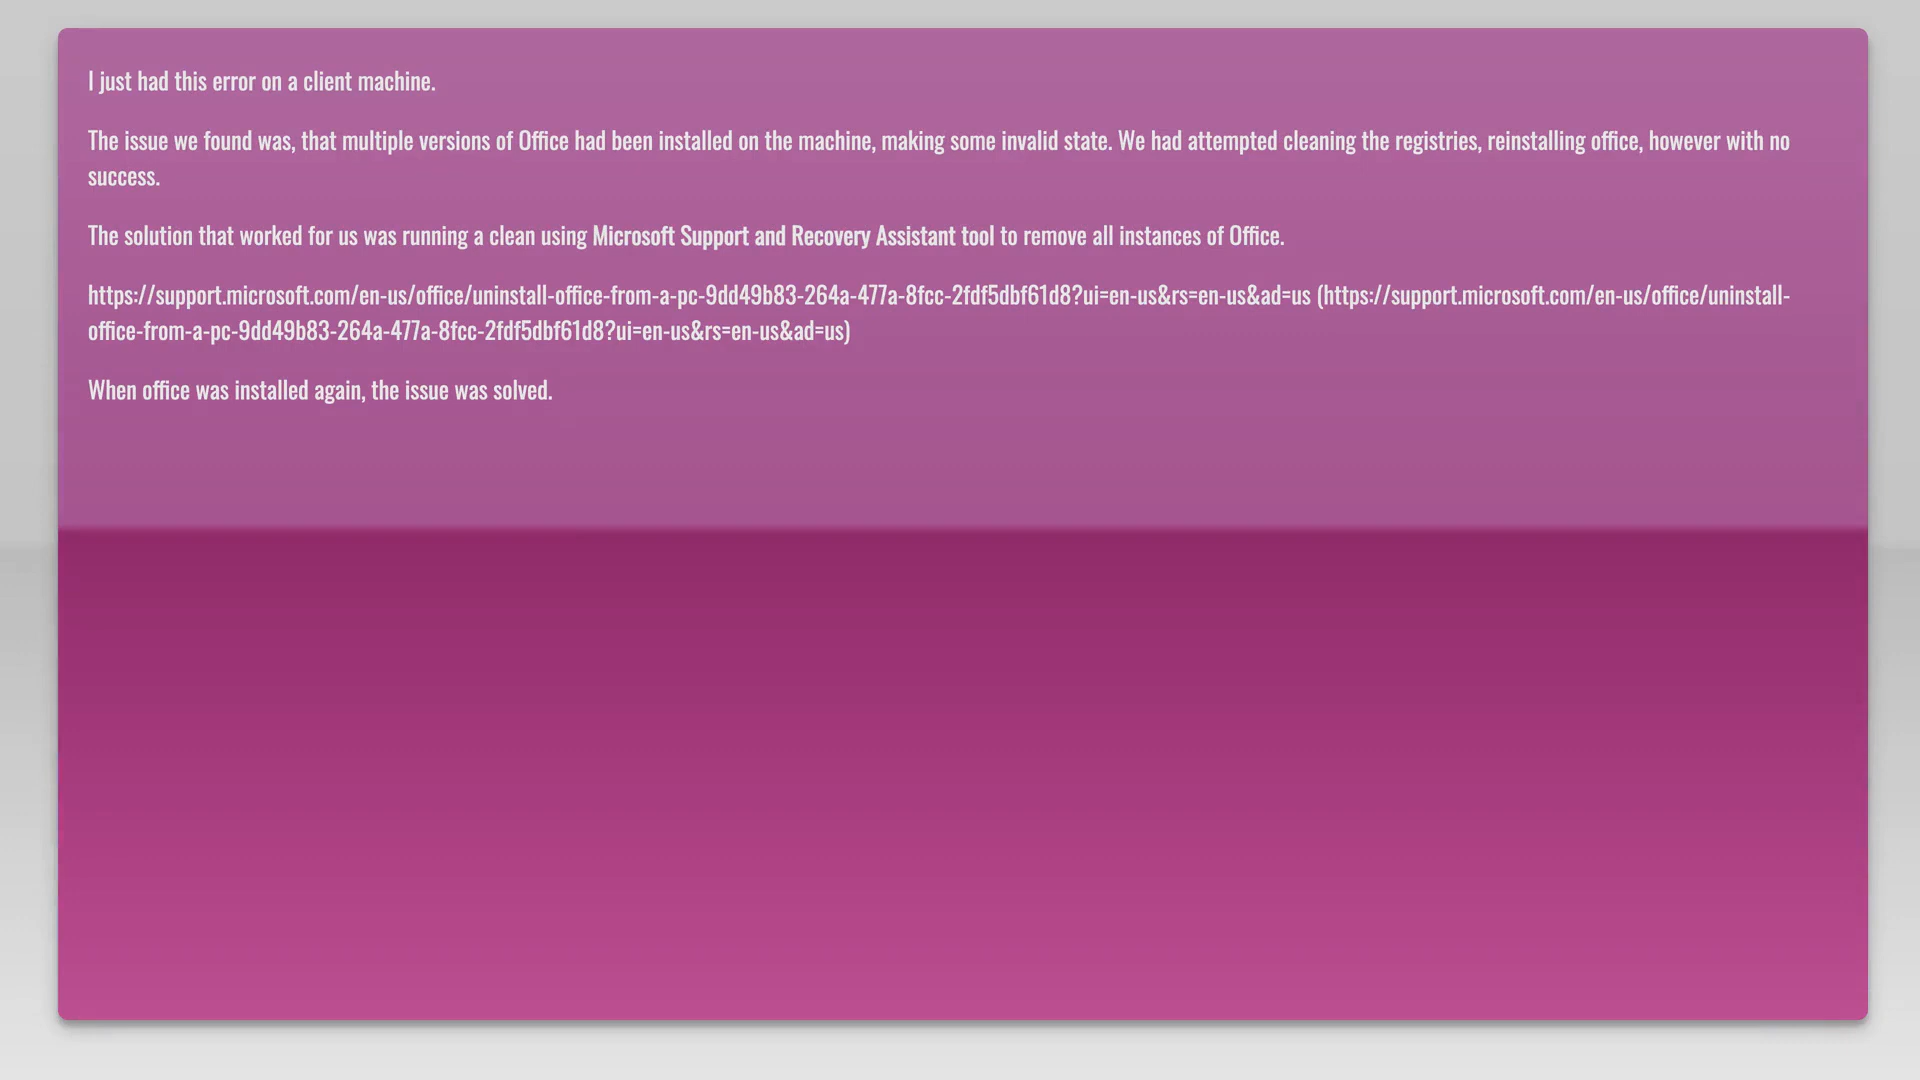 I just had this error on a client machine.
The issue we found was, that multiple versions of Office had been installed on the machine, making some invalid state. We had attempted cleaning the registries, reinstalling office, however with no
success.
The solution that worked for us was running a clean using Microsoft Support and Recovery Assistant tool to remove all instances of Office.
https://support.microsoft.com/en-us/office/uninstall-office-from-a-pc-9dd49b83-264a-477a-8fcc-2fdf5dbf61d8?ui=en-us&rs=en-us&ad=us (https://support.microsoft.com/en-us/office/uninstall-
office-from-a-pc-9dd49b83-264a-477a-8fcc-2fdf5dbf61d8?ui=en-us&rs=en-us&ad=us)
When office was installed again, the issue was solved.